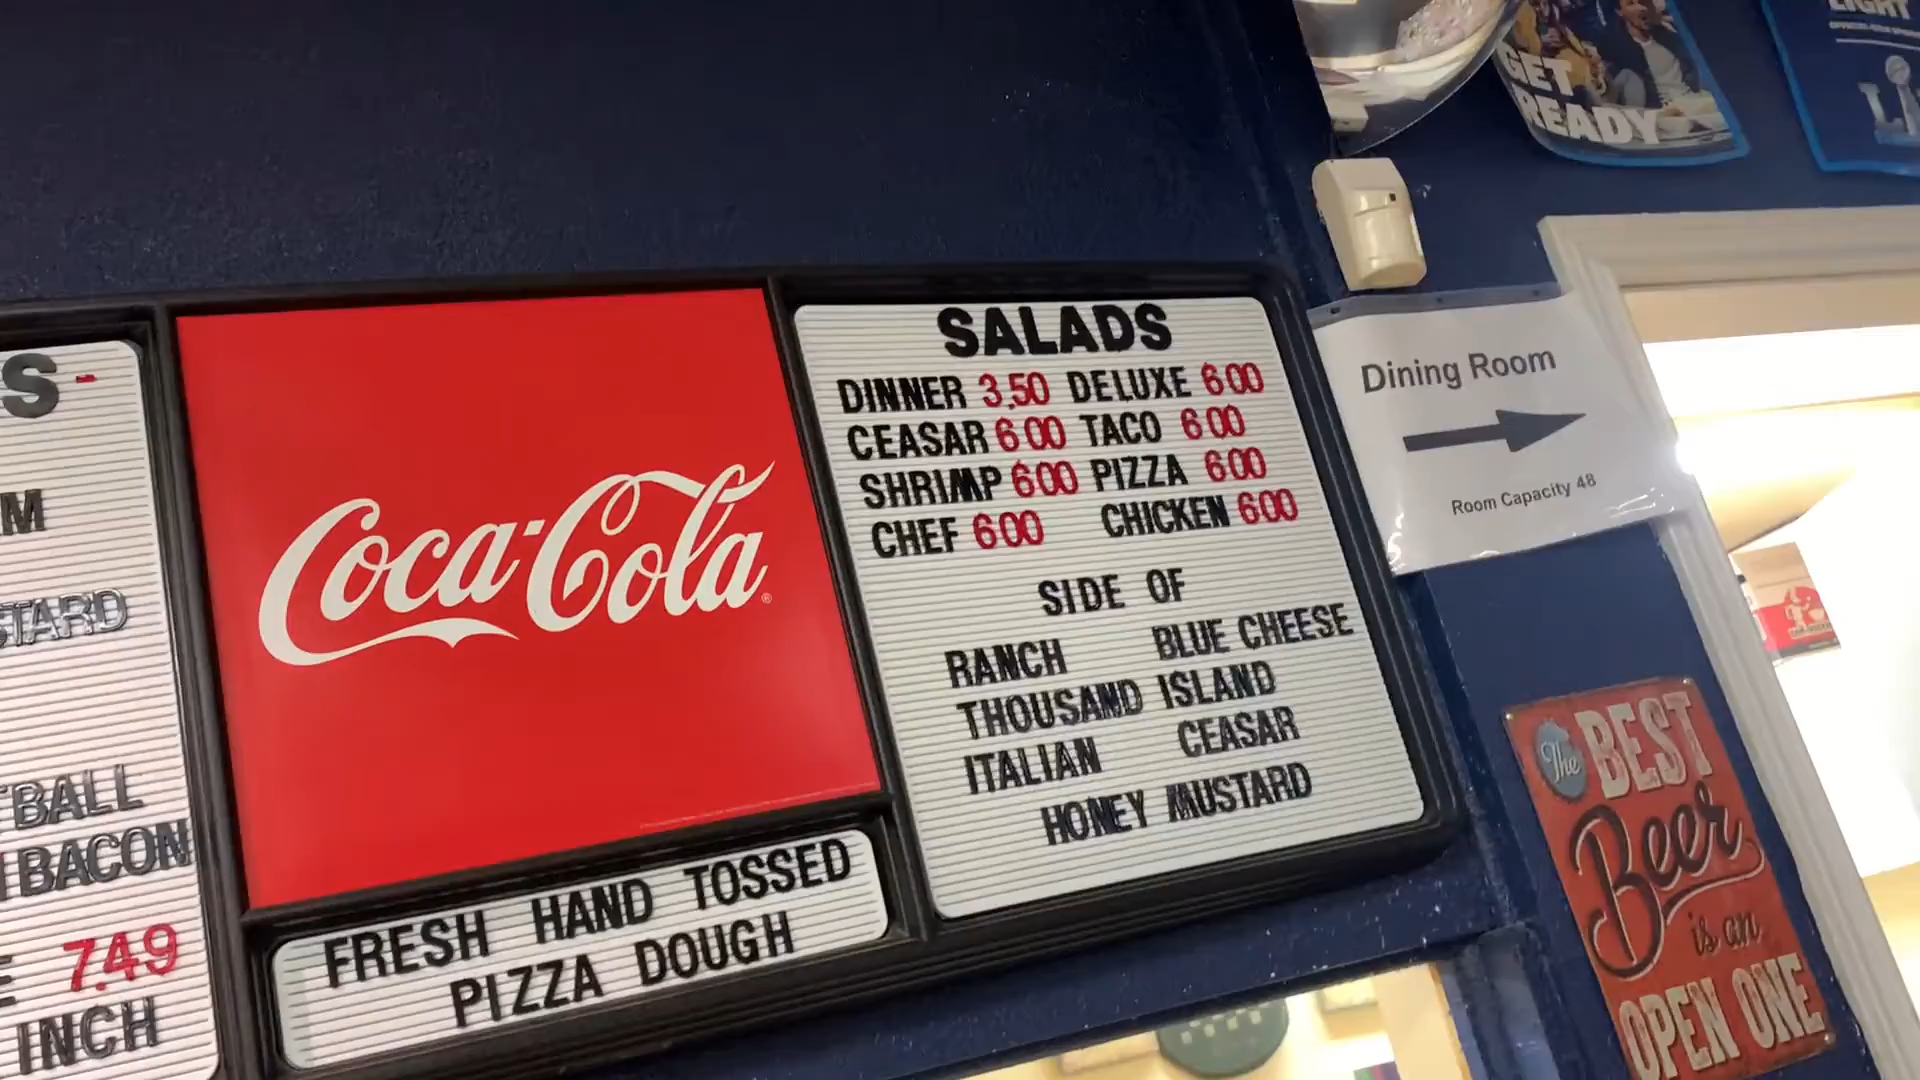 S-
M
STARD
BALL
BACON
7.49
INCH
Coca-Cola
FRESH HAND TOSSED
PIZZA DOUGH
SALADS
DINNER 3.50 DELUXE 6 00
CEASAR 6 00 TACO 6 00
SHRIMP 6 00 PIZZA 6 00
CHEF 6 00 CHICKEN 6 00
SIDE OF
RANCH BLUE CHEESE
THOUSAND ISLAND
ITALIAN CEASAR
HONEY MUSTARD
GET
READY
LIGHT
Dining Room
Room Capacity 48
The BEST
Beer
is an
OPEN ONE